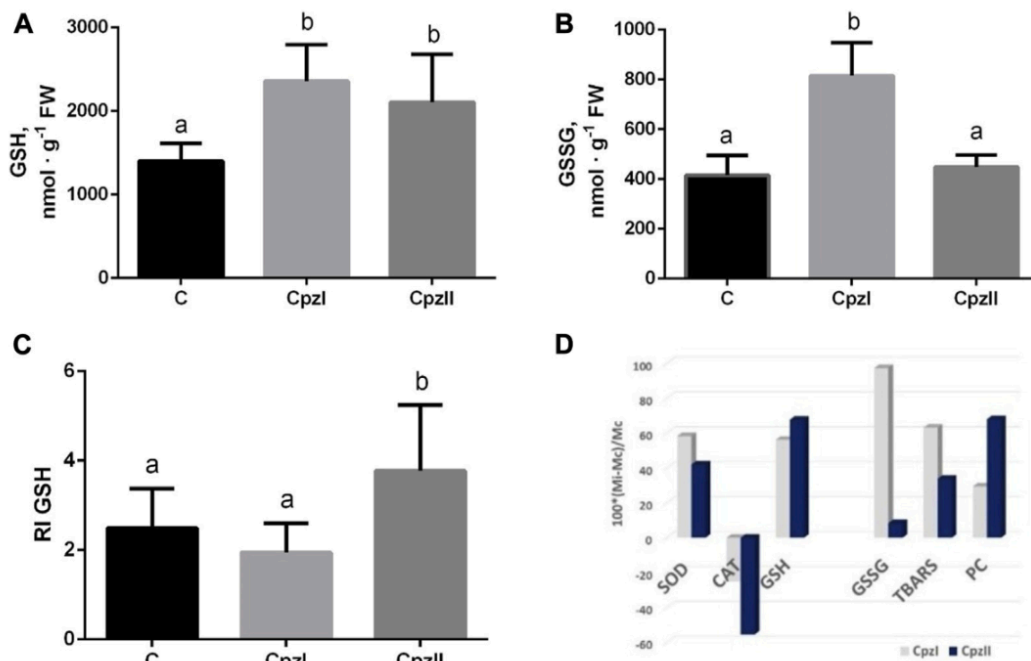 A
GSH,
nmol · g-1 FW
3000
2000
1000
0
a
b
b
C
CpzI
CpzII
B
GSSG,
nmol · g-1 FW
1000
800
600
400
200
0
a
b
a
C
CpzI
CpzII
C
RI GSH
6
4
2
0
a
a
b
C
CpzI
CpzII
D
100*(Mi-Mc)/Mc
100
80
60
40
20
0
-20
-40
-60
SOD
CAT
GSH
GSSG
TBARS
PC
CpzI CpzII